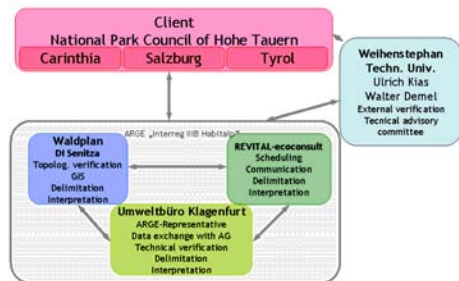 Client
National Park Council of Hohe Tauern
Carinthia Salzburg Tyrol
Weihenstephan
Techn. Univ.
Ulrich Kias
Walter Demel
External verification
Tecnical advisory
committee
ARGE „Interreg IIIB Habitalp"
Waldplan
DI Senitza
Topolog. verification
GIS
Delimitation
Interpretation
REVITAL-ecoconsult
Scheduling
Communication
Delimitation
Interpretation
Umweltbüro Klagenfurt
ARGE-Representative
Data exchange with AG
Technical verification
Delimitation
Interpretation